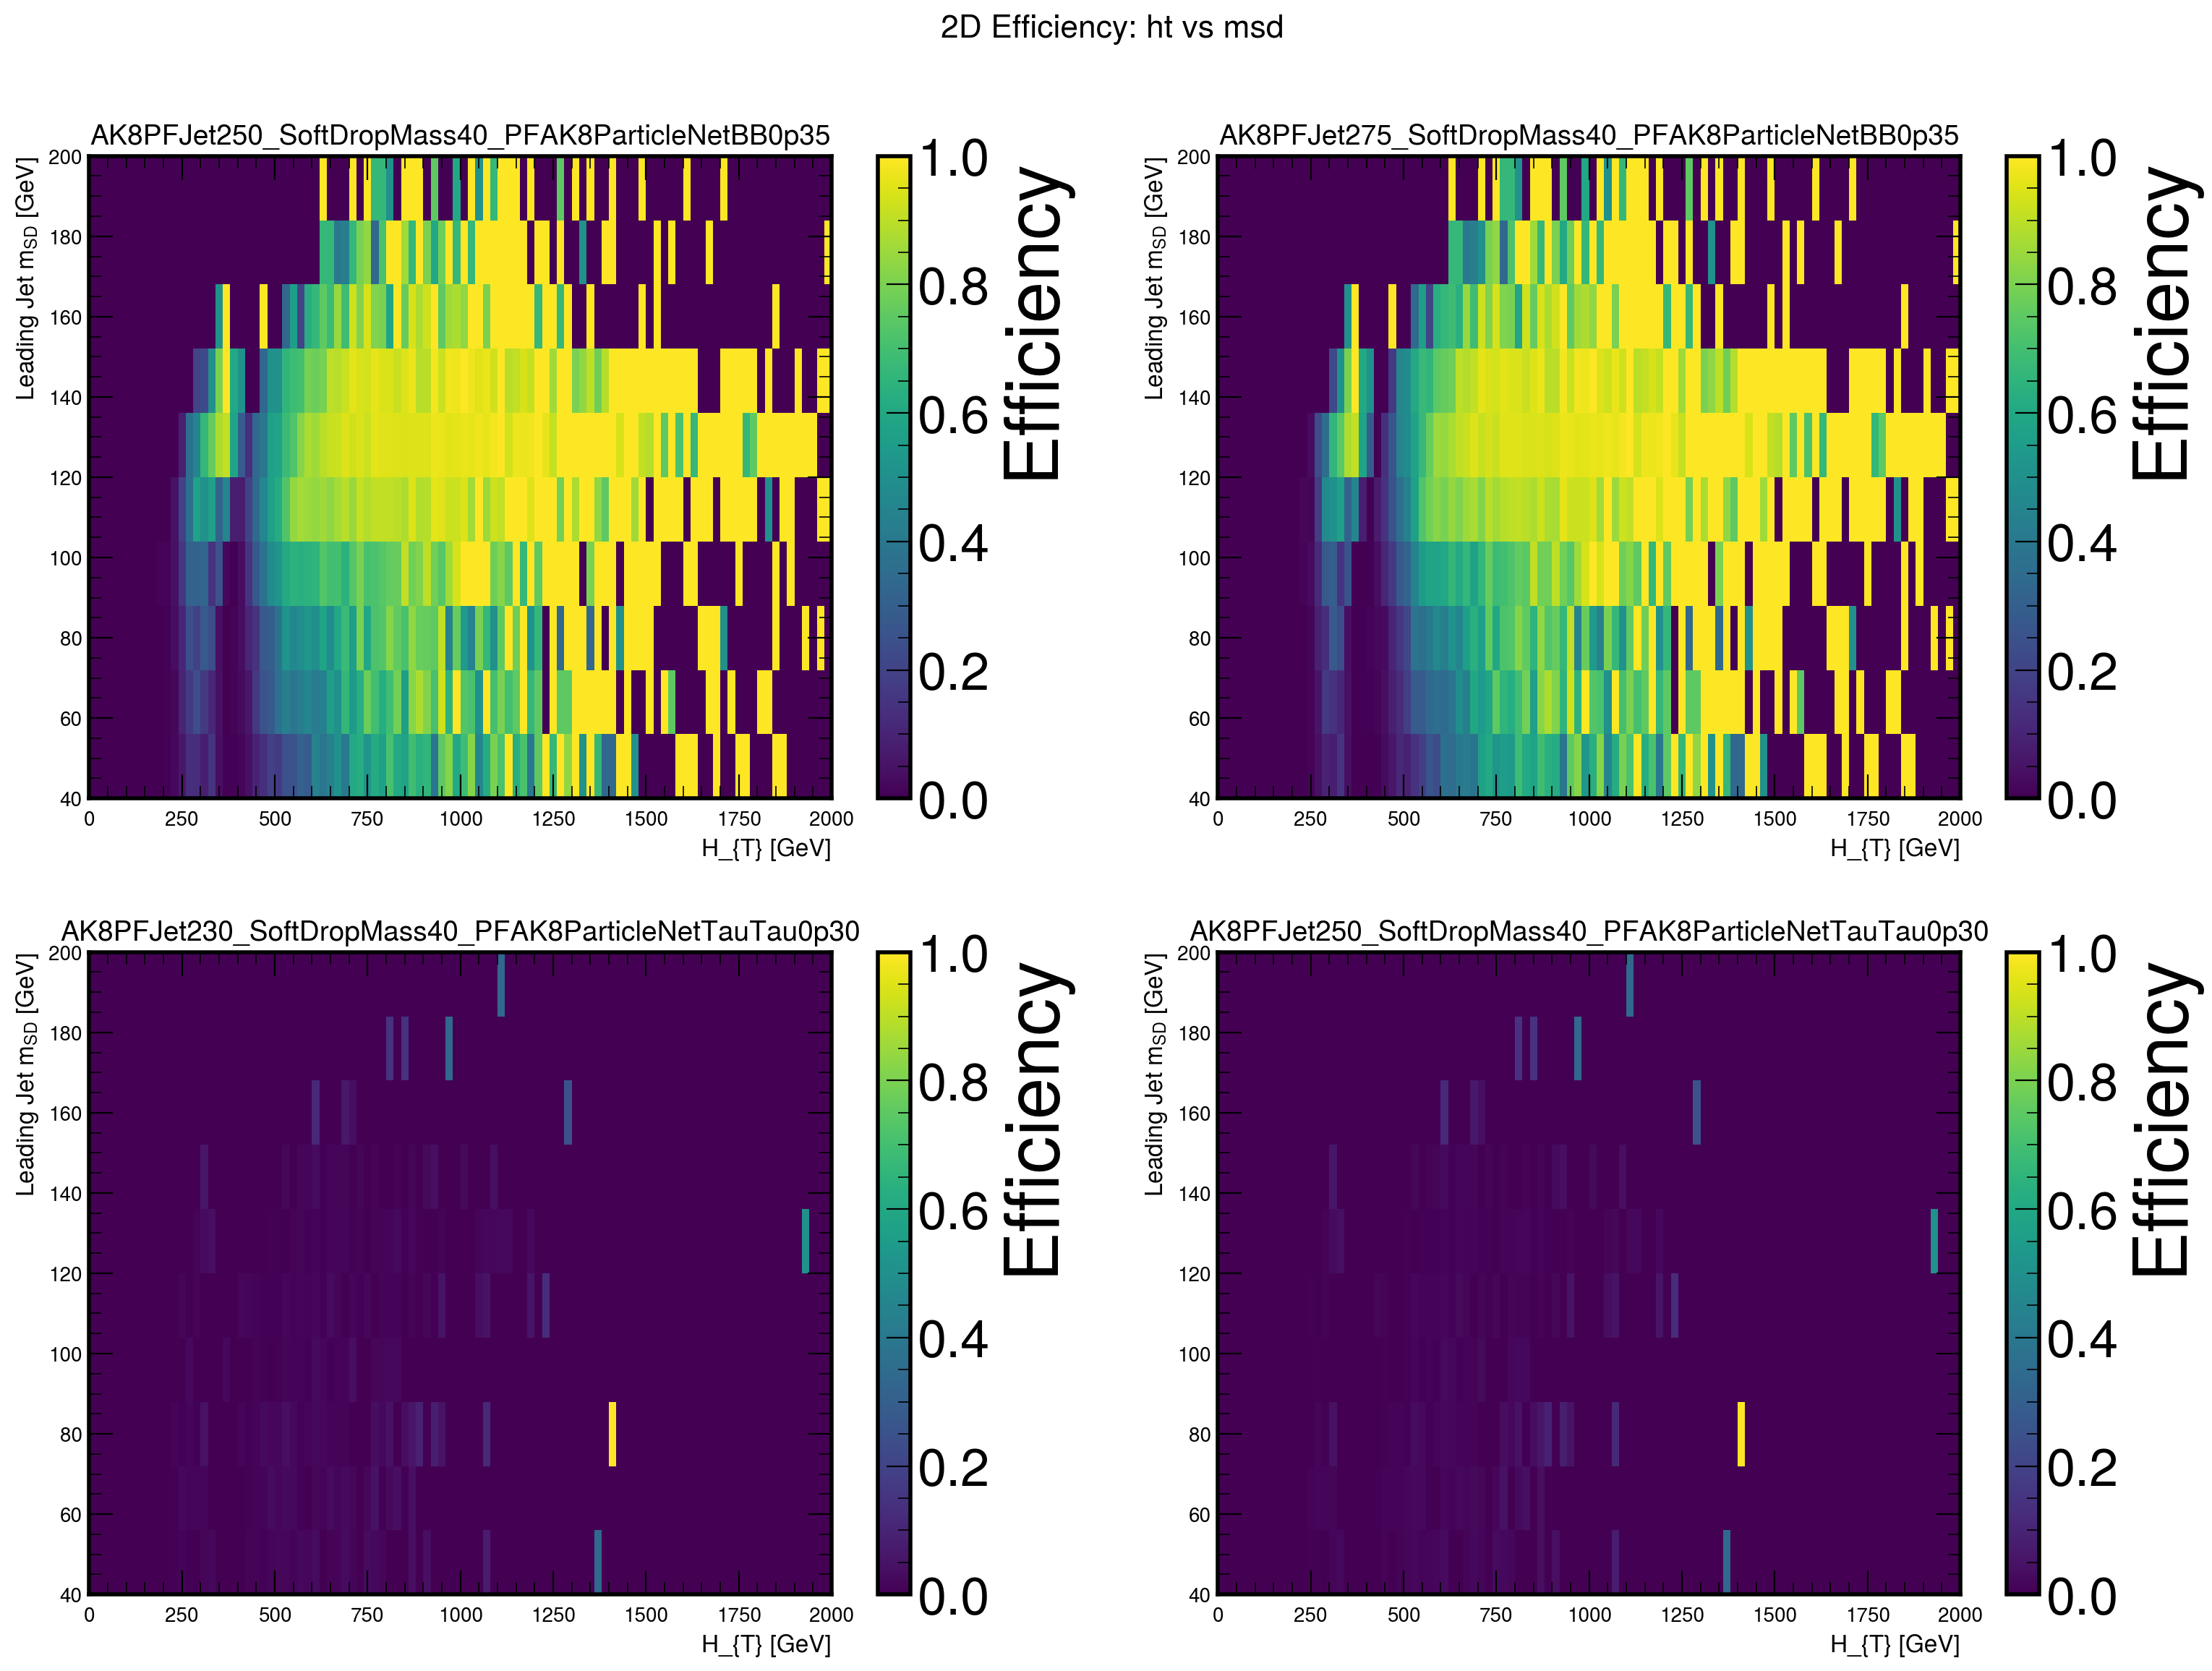 2D Efficiency: ht vs msd
AK8PFJet250_SoftDropMass40_PFAK8ParticleNetBB0p35
200
180
160
140
120
100
80
60
40
Leading Jet mSD [GeV]
0 250 500 750 1000 1250 1500 1750 2000
H_{T} [GeV]
1.0
0.8
0.6
0.4
0.2
0.0
Efficiency
AK8PFJet275_SoftDropMass40_PFAK8ParticleNetBB0p35
200
180
160
140
120
100
80
60
40
Leading Jet mSD [GeV]
0 250 500 750 1000 1250 1500 1750 2000
H_{T} [GeV]
1.0
0.8
0.6
0.4
0.2
0.0
Efficiency
AK8PFJet230_SoftDropMass40_PFAK8ParticleNetTauTau0p30
200
180
160
140
120
100
80
60
40
Leading Jet mSD [GeV]
0 250 500 750 1000 1250 1500 1750 2000
H_{T} [GeV]
1.0
0.8
0.6
0.4
0.2
0.0
Efficiency
AK8PFJet250_SoftDropMass40_PFAK8ParticleNetTauTau0p30
200
180
160
140
120
100
80
60
40
Leading Jet mSD [GeV]
0 250 500 750 1000 1250 1500 1750 2000
H_{T} [GeV]
1.0
0.8
0.6
0.4
0.2
0.0
Efficiency